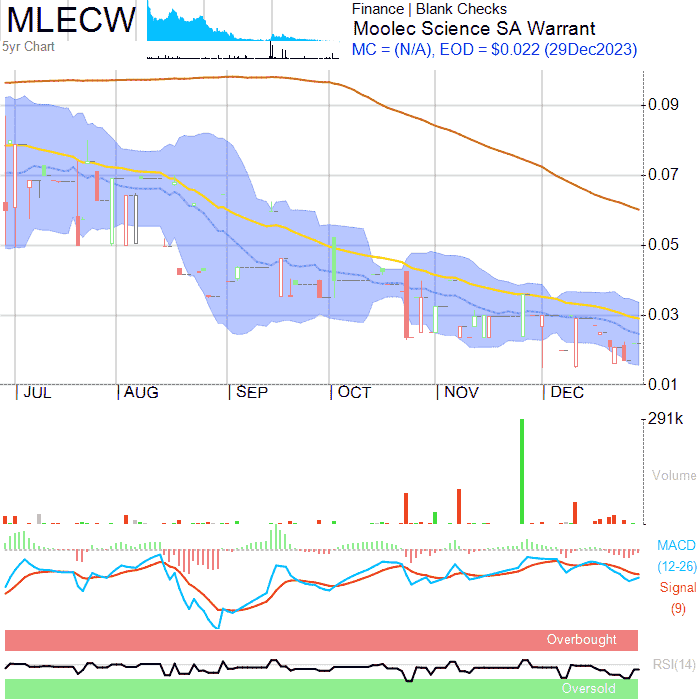 MLECW
5yr Chart
Finance | Blank Checks
Moolec Science SA Warrant
MC = (N/A), EOD = $0.022 (29Dec2023)
0.09
0.07
0.05
0.03
0.01
JUL
AUG
SEP
OCT
NOV
DEC
291k
Volume
MACD
(12-26)
Signal
(9)
Overbought
RSI(14)
Oversold